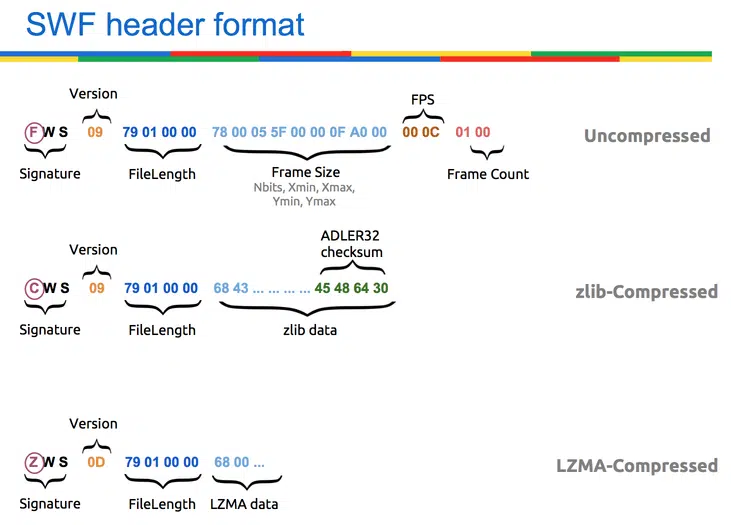 SWF header format
Version
FPS
F W S 09 79 01 00 00 78 00 05 5F 00 00 0F A0 00 00 0C 01 00
Uncompressed
Signature FileLength Frame Size Frame Count
Nbits, Xmin, Xmax,
Ymin, Ymax
ADLER32
checksum
Version
C W S 09 79 01 00 00 68 43 ... ... ... ... 45 48 64 30
zlib-Compressed
Signature FileLength zlib data
Version
Z W S 0D 79 01 00 00 68 00 ...
LZMA-Compressed
Signature FileLength LZMA data